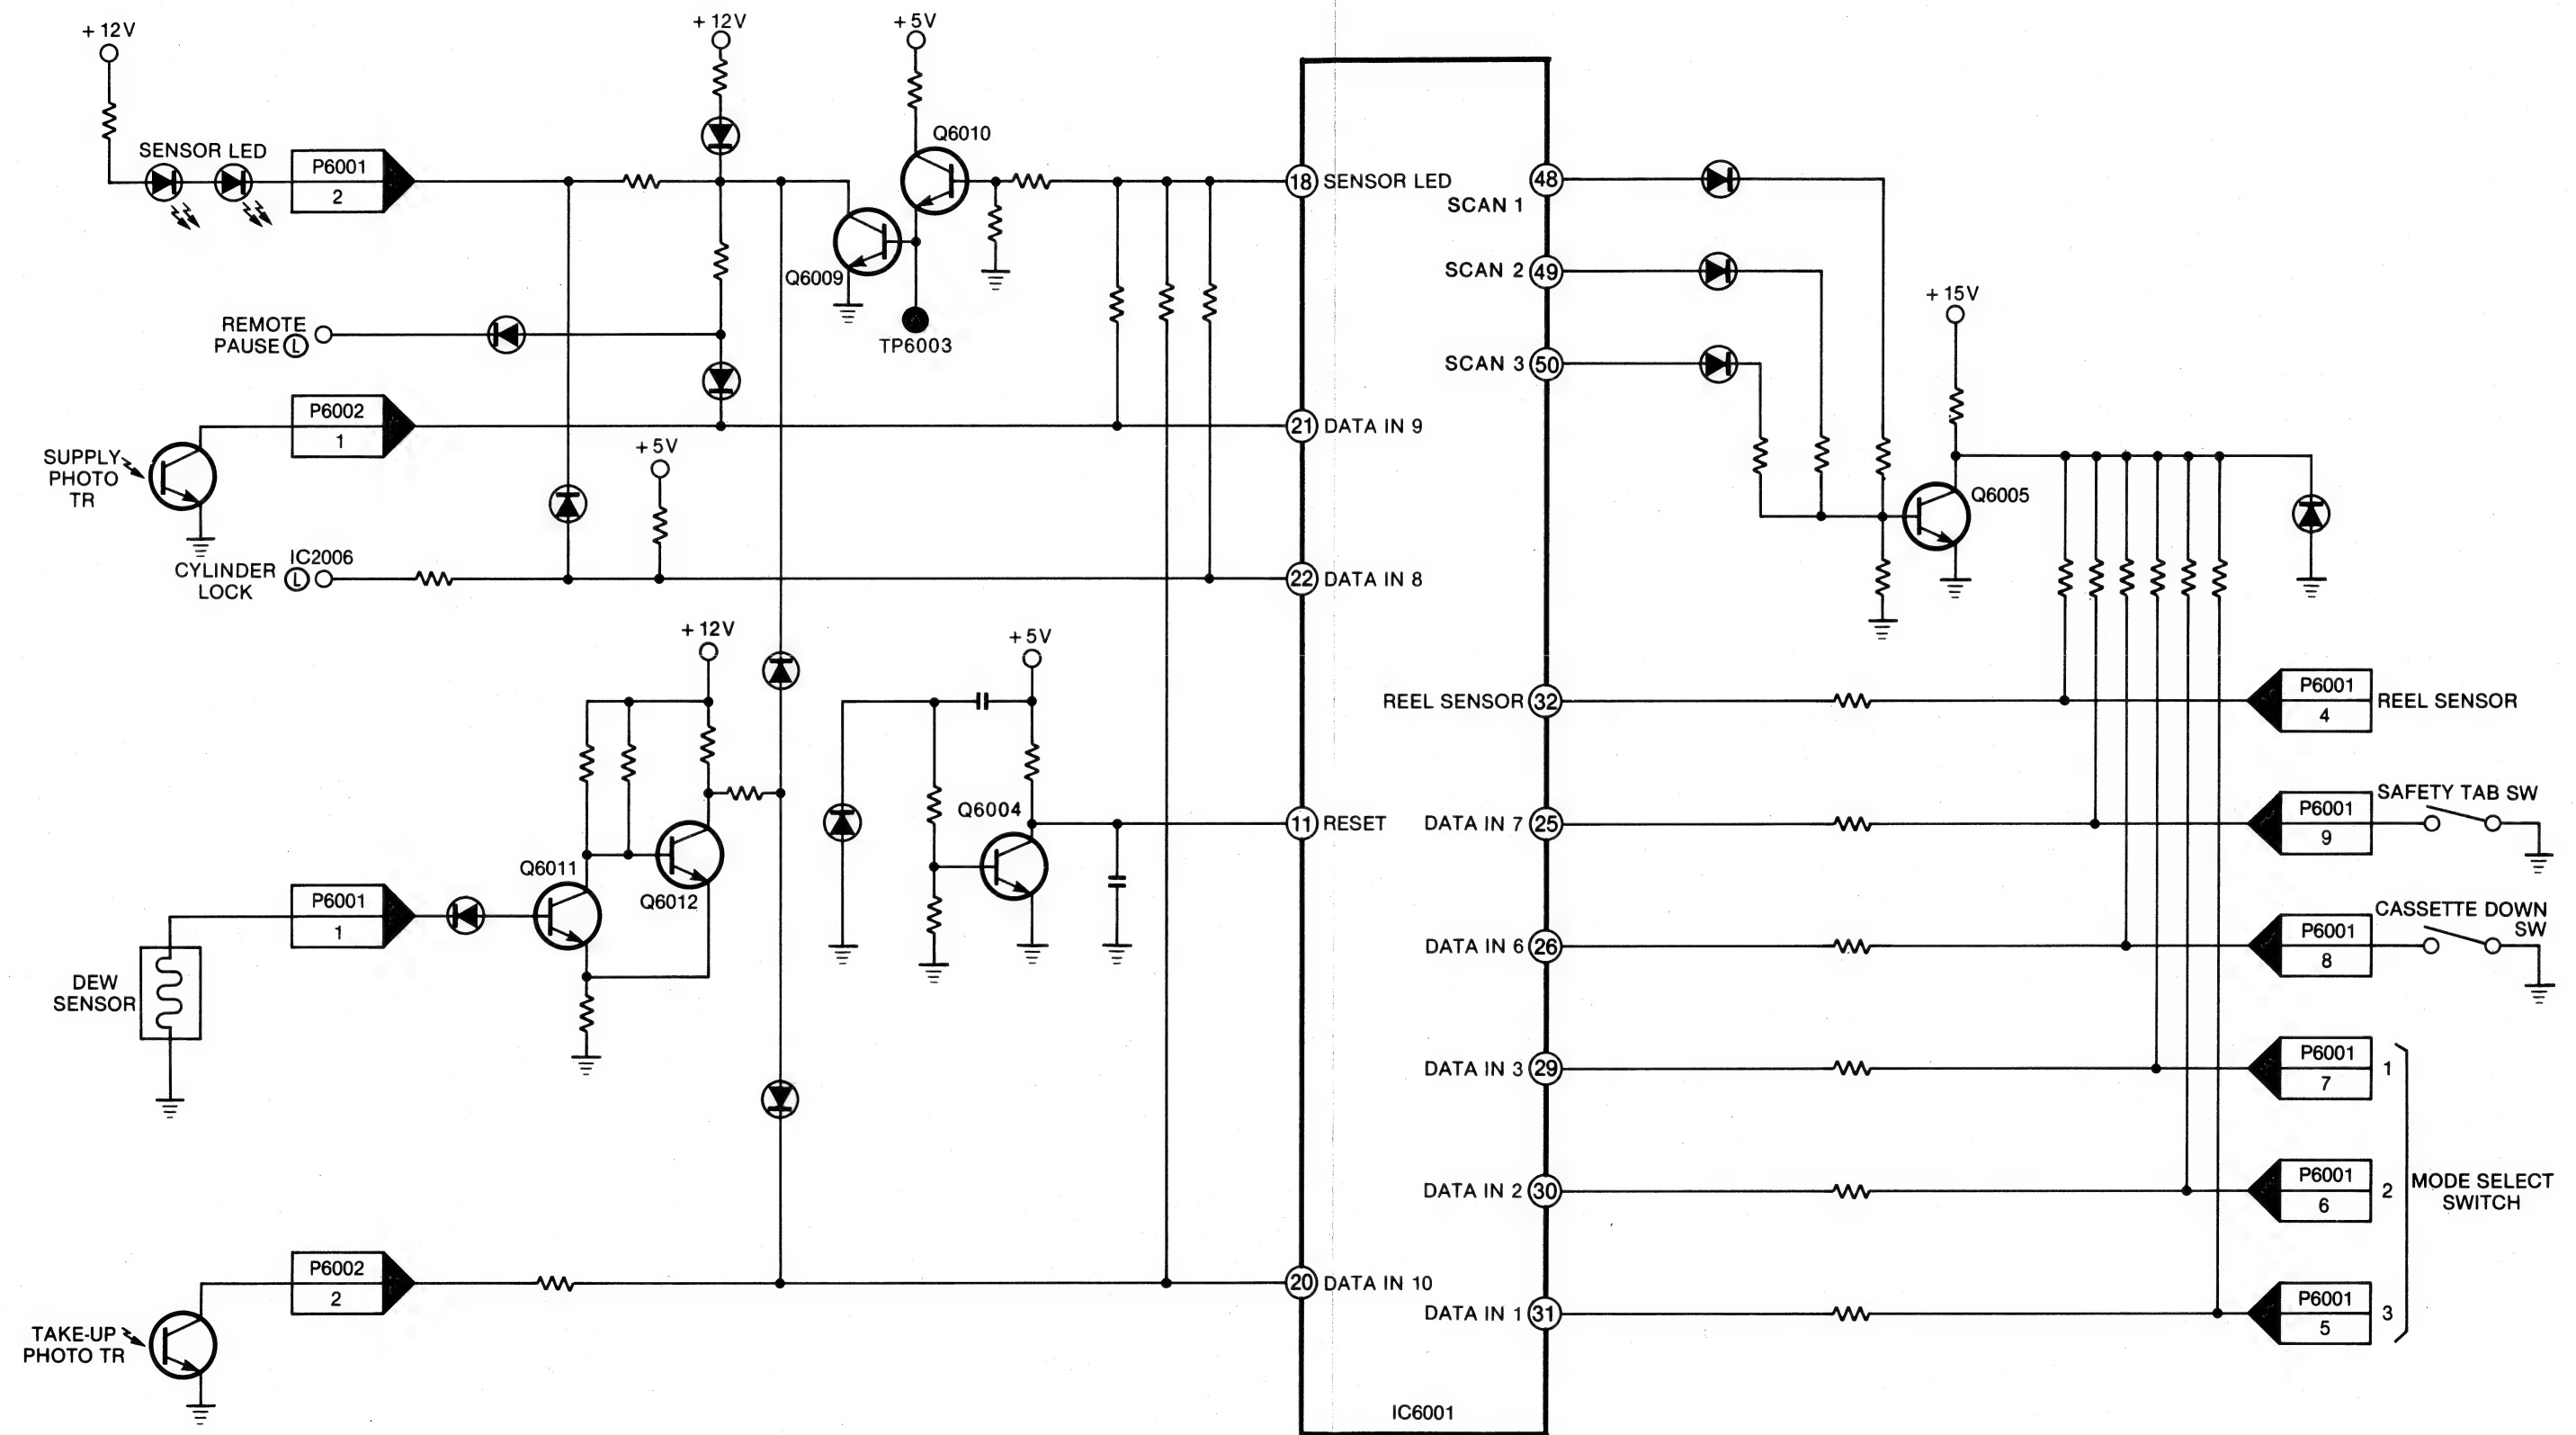 +12V
+12V
+5V
SENSOR LED
P6001
2
Q6010
Q6009
TP6003
REMOTE
PAUSE L
P6002
1
SUPPLY
PHOTO
TR
+5V
IC2006
CYLINDER L
LOCK
+12V
+5V
Q6011
Q6012
Q6004
P6001
1
DEW
SENSOR
P6002
2
TAKE-UP
PHOTO TR
18 SENSOR LED
21 DATA IN 9
22 DATA IN 8
11 RESET
20 DATA IN 10
IC6001
48
SCAN 1
SCAN 2 49
SCAN 3 50
REEL SENSOR 32
DATA IN 7 25
DATA IN 6 26
DATA IN 3 29
DATA IN 2 30
DATA IN 1 31
+15V
Q6005
P6001
4
REEL SENSOR
SAFETY TAB SW
P6001
9
CASSETTE DOWN
SW
P6001
8
P6001
7
1
P6001
6
2
MODE SELECT
SWITCH
P6001
5
3